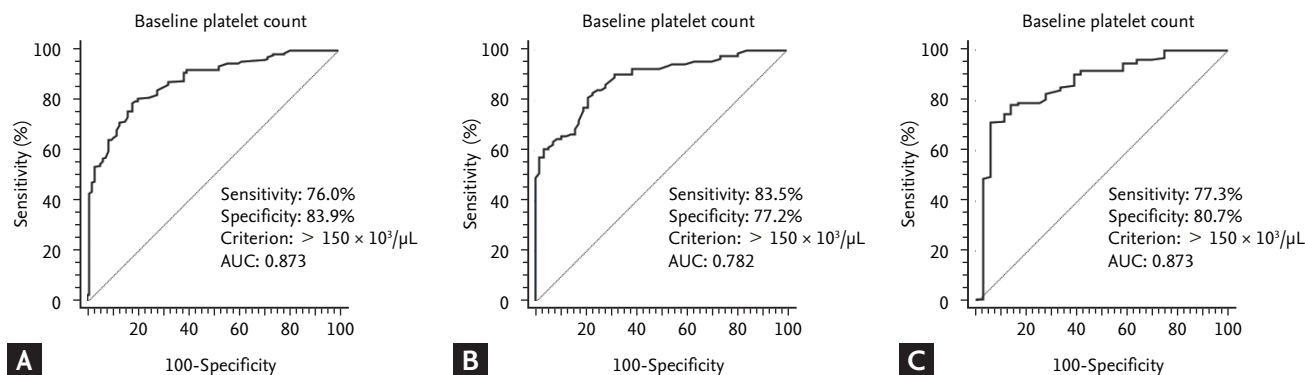 Baseline platelet count
100
80
60
40
20
0
Sensitivity (%)
Sensitivity: 76.0%
Specificity: 83.9%
Criterion: > 150 × 10³/µL
AUC: 0.873
20 40 60 80 100
100-Specificity
A
Baseline platelet count
100
80
60
40
20
0
Sensitivity (%)
Sensitivity: 83.5%
Specificity: 77.2%
Criterion: > 150 × 10³/µL
AUC: 0.782
20 40 60 80 100
100-Specificity
B
Baseline platelet count
100
80
60
40
20
0
Sensitivity (%)
Sensitivity: 77.3%
Specificity: 80.7%
Criterion: > 150 × 10³/µL
AUC: 0.873
20 40 60 80 100
100-Specificity
C